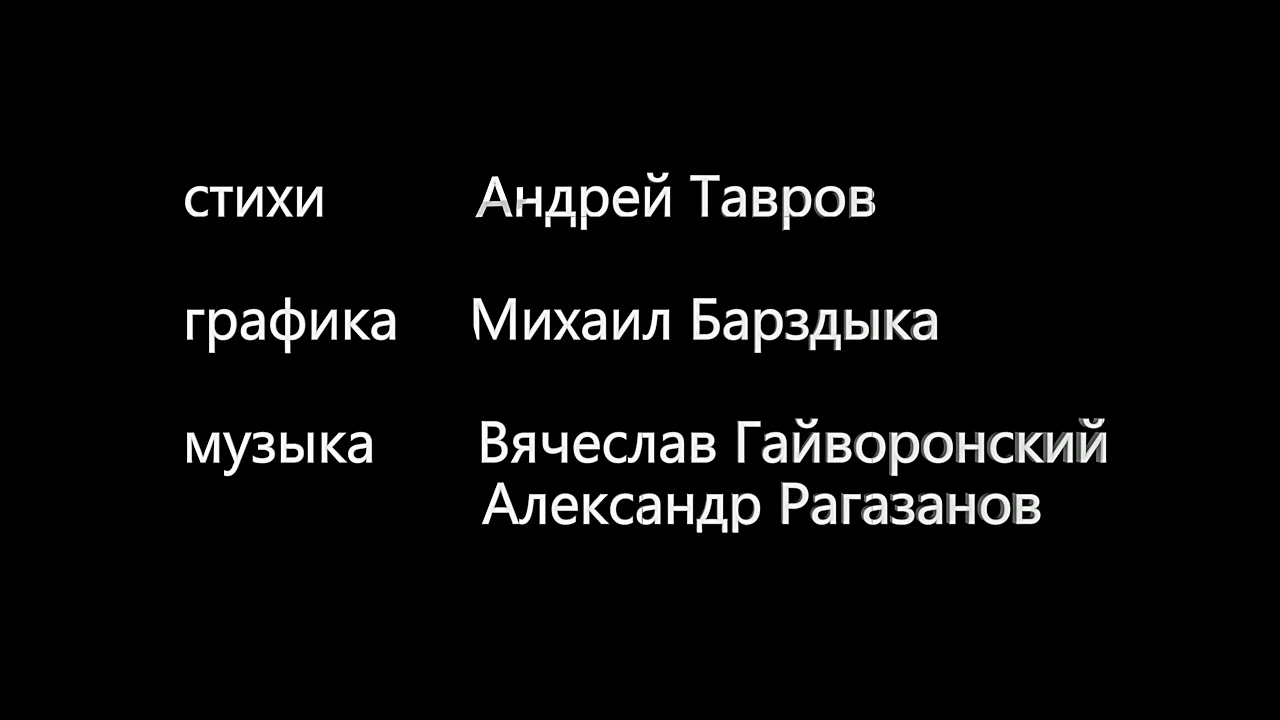 стихи Андрей Тавров
графика Михаил Барздыка
музыка Вячеслав Гайворонский
Александр Рагазанов